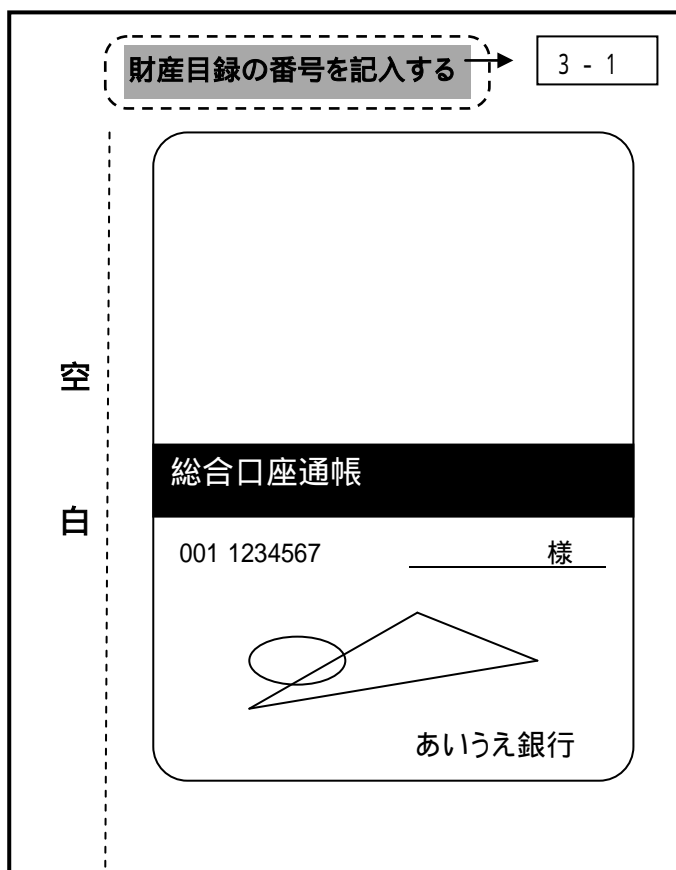 財産目録の番号を記入する
3 - 1
空
白
総合口座通帳
001 1234567 様
あいうえ銀行